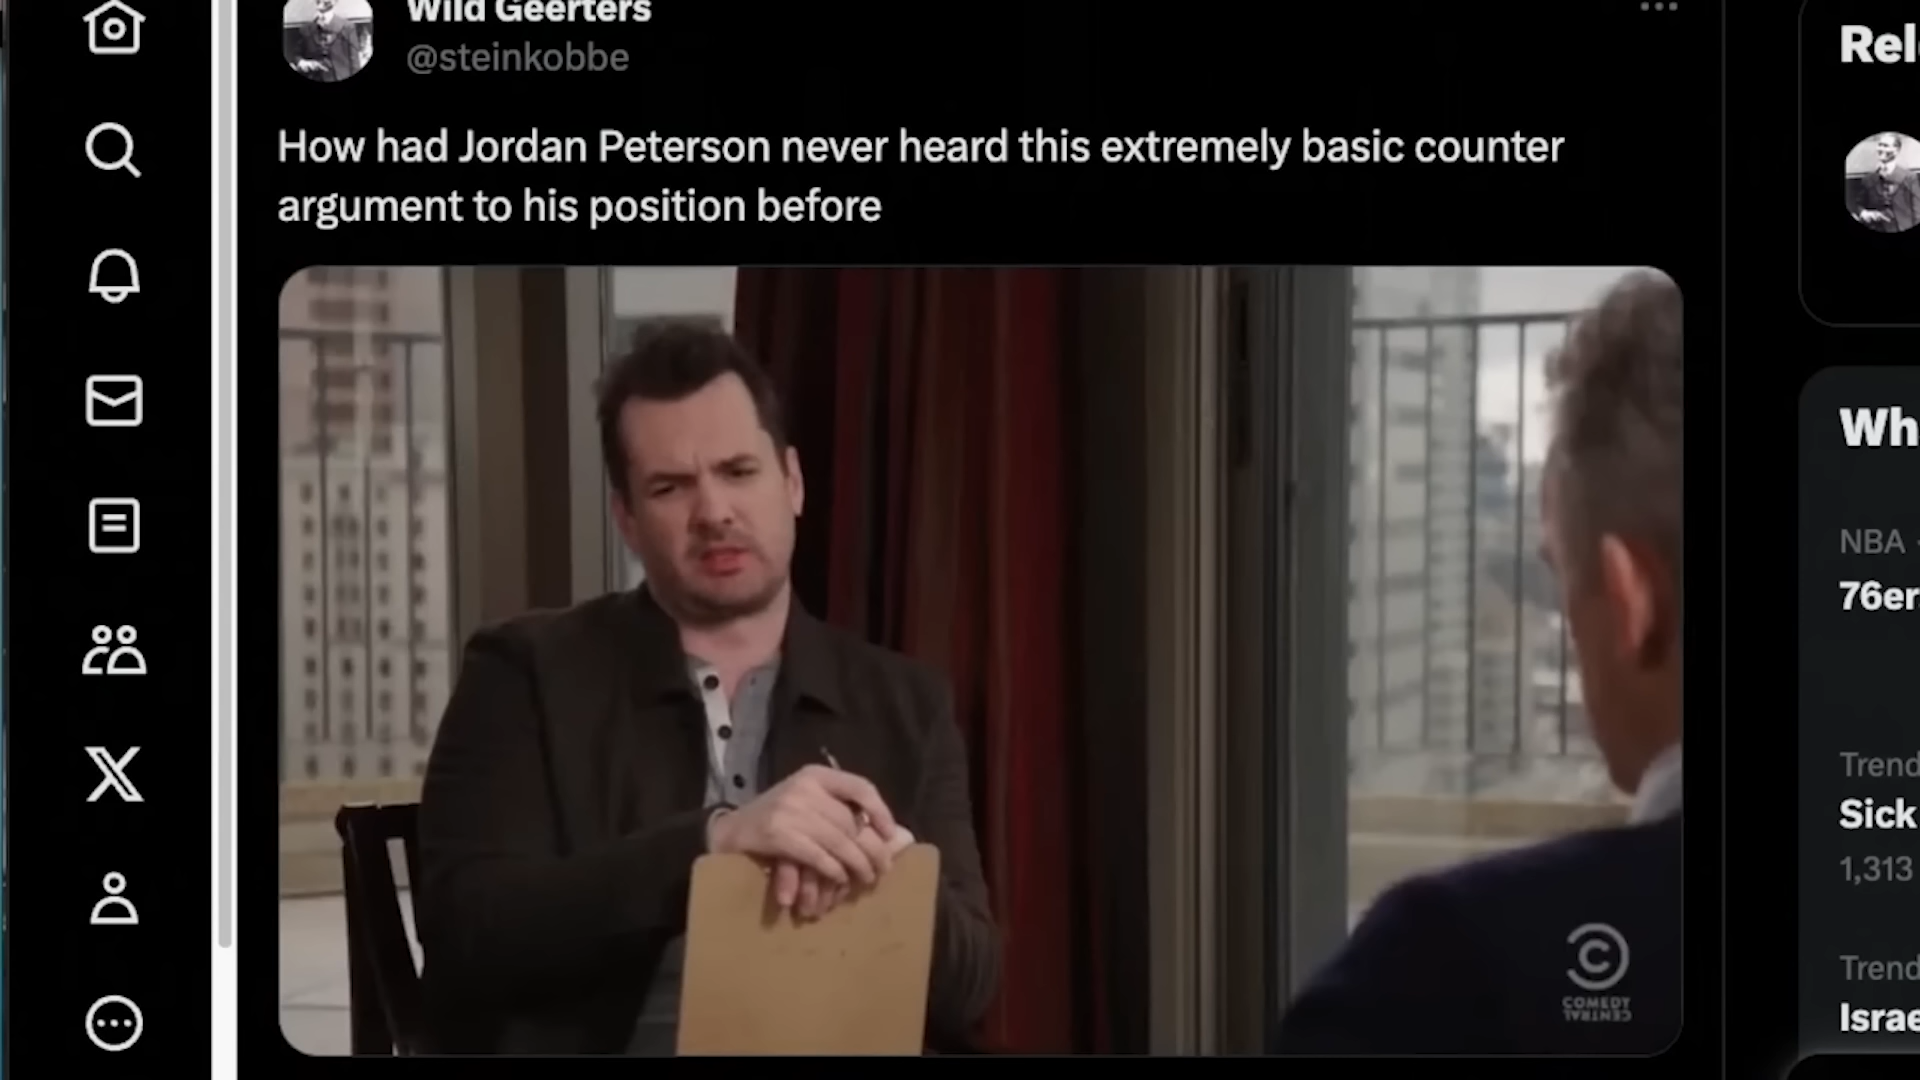 Wild Geerters
@steinkobbe
How had Jordan Peterson never heard this extremely basic counter
argument to his position before
COMEDY
CENTRAL
Rel
Wh
NBA ·
76er
Trend
Sick
1,313
Trend
Israe